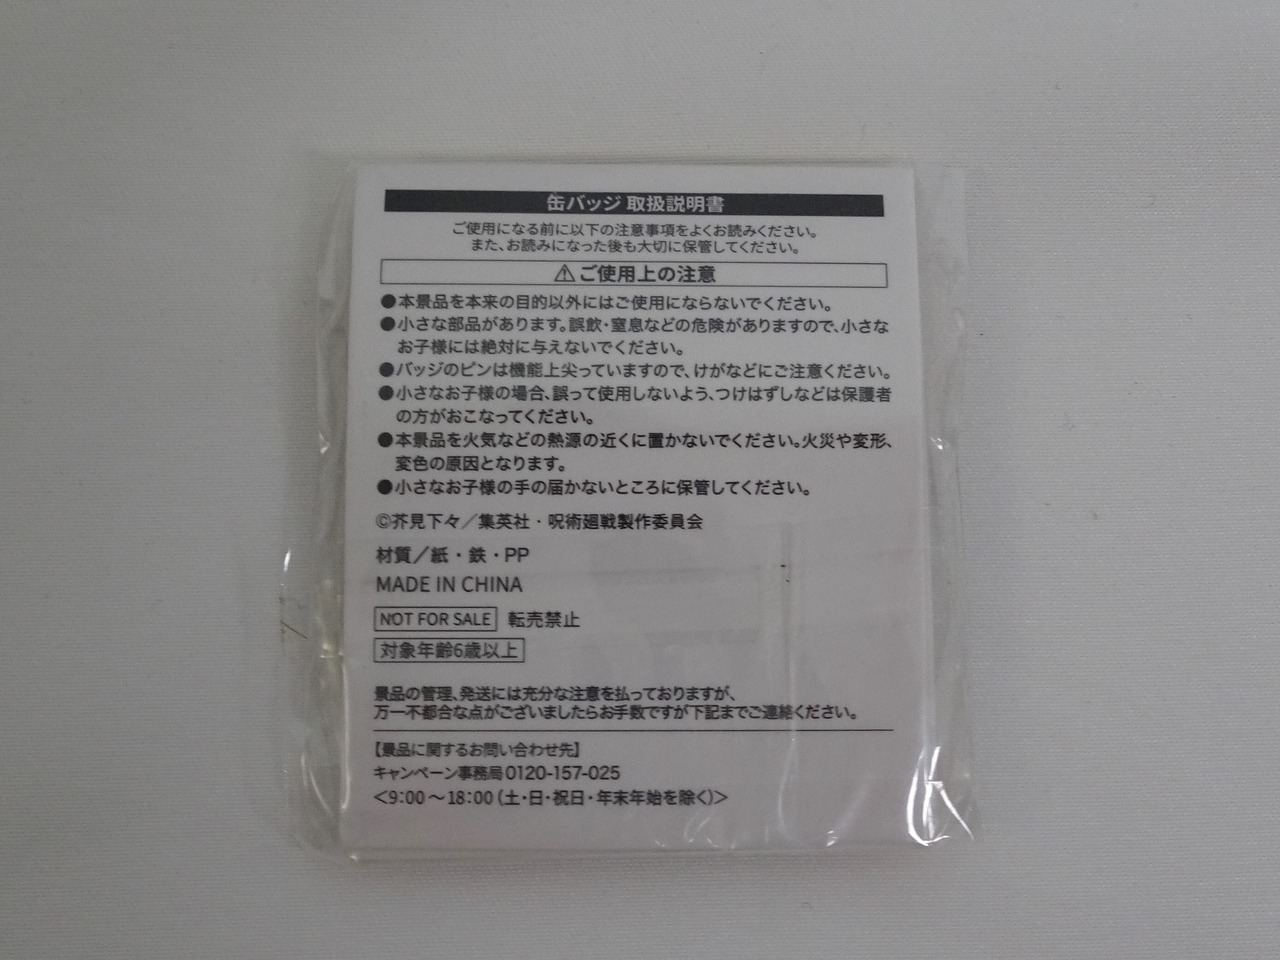 缶バッジ 取扱説明書
ご使用になる前に以下の注意事項をよくお読みください。
また、お読みになった後も大切に保管してください。
⚠ご使用上の注意
●本景品を本来の目的以外にはご使用にならないでください。
●小さな部品があります。誤飲・窒息などの危険がありますので、小さな
お子様には絶対に与えないでください。
●バッジのピンは機能上尖っていますので、けがなどにご注意ください。
●小さなお子様の場合、誤って使用しないよう、つけはずしなどは保護者
の方がおこなってください。
●本景品を火気などの熱源の近くに置かないでください。火災や変形、
変色の原因となります。
●小さなお子様の手の届かないところに保管してください。
©芥見下々／集英社・呪術廻戦製作委員会
材質／紙・鉄・PP
MADE IN CHINA
NOT FOR SALE 転売禁止
対象年齢6歳以上
景品の管理、発送には充分な注意を払っておりますが、
万一不都合な点がございましたらお手数ですが下記までご連絡ください。
【景品に関するお問い合わせ先】
キャンペーン事務局0120-157-025
＜9:00～18:00（土・日・祝日・年末年始を除く）＞